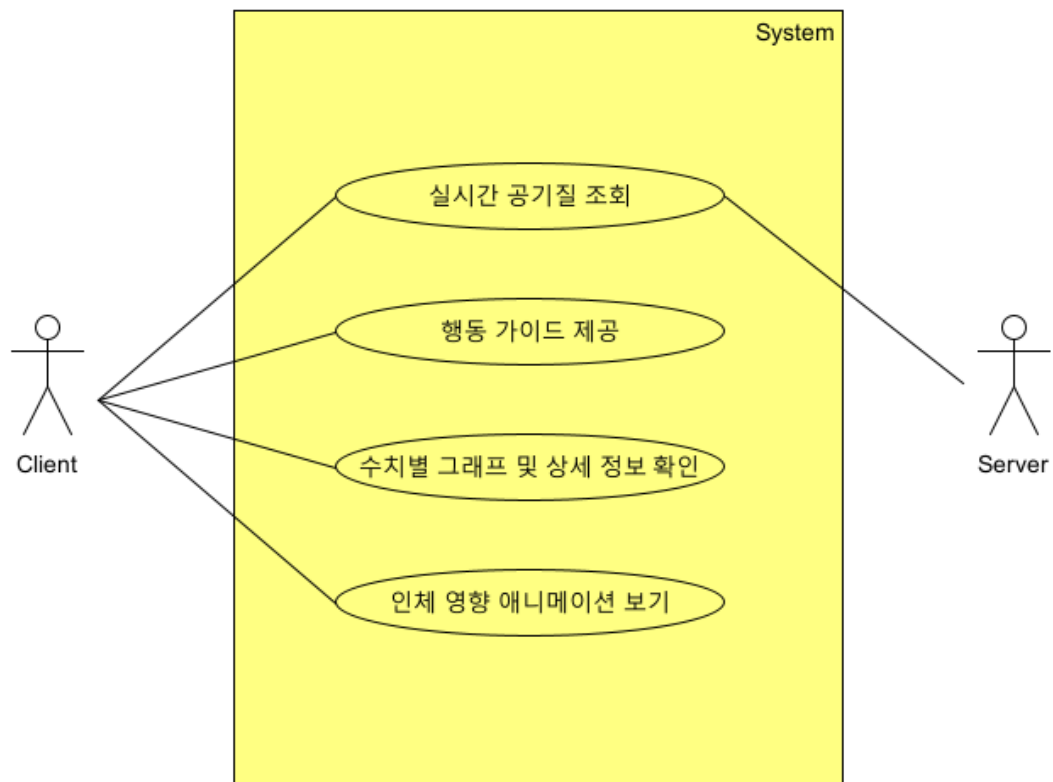 System
실시간 공기질 조회
행동 가이드 제공
수치별 그래프 및 상세 정보 확인
인체 영향 애니메이션 보기
Client
Server